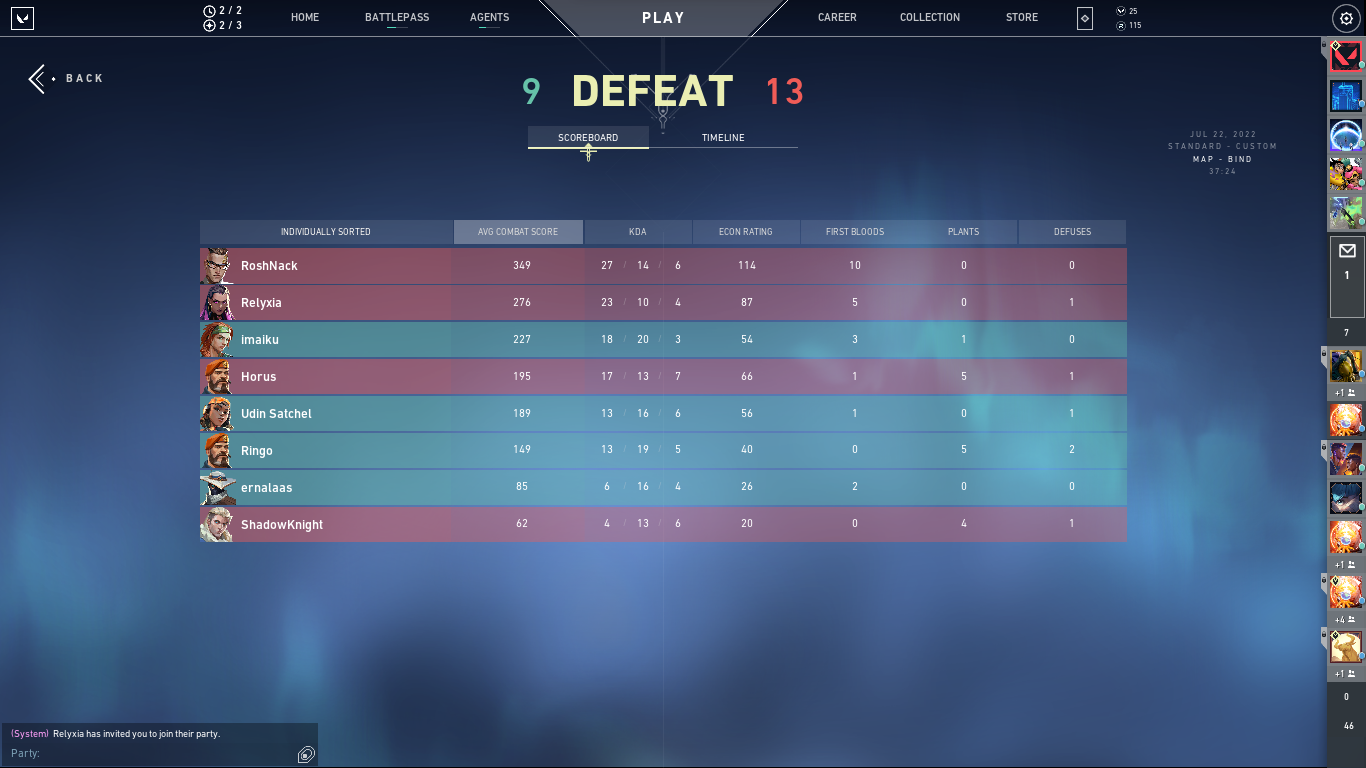 2 / 2
2 / 3
HOME BATTLEPASS AGENTS PLAY CAREER COLLECTION STORE
25
115
BACK
9 DEFEAT 13
SCOREBOARD TIMELINE
JUL 22, 2022
STANDARD - CUSTOM
MAP - BIND
37:24
INDIVIDUALLY SORTED AVG COMBAT SCORE KDA ECON RATING FIRST BLOODS PLANTS DEFUSES
RoshNack 349 27 / 14 / 6 114 10 0 0
Relyxia 276 23 / 10 / 4 87 5 0 1
imaiku 227 18 / 20 / 3 54 3 1 0
Horus 195 17 / 13 / 7 66 1 5 1
Udin Satchel 189 13 / 16 / 6 56 1 0 1
Ringo 149 13 / 19 / 5 40 0 5 2
ernalaas 85 6 / 16 / 4 26 2 0 0
ShadowKnight 62 4 / 13 / 6 20 0 4 1
1
7
+1
+1
+4
+1
0
46
(System) Relyxia has invited you to join their party.
Party: